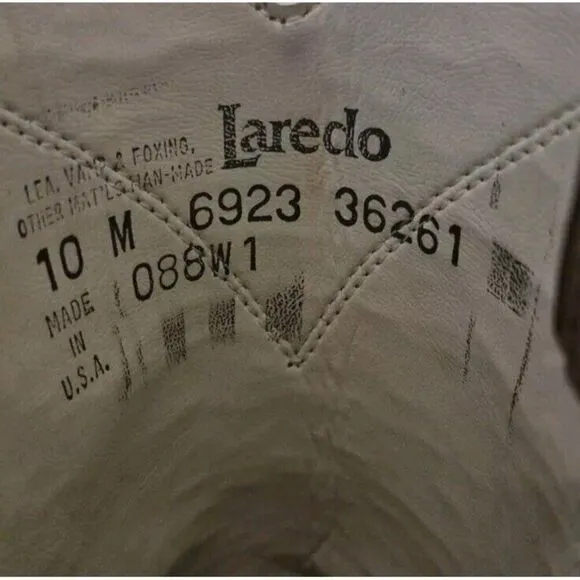 Laredo
LEA. VAMP & FOXING,
OTHER MAT'LS MAN-MADE
10 M 6923 36261
088W1
MADE
IN
U.S.A.